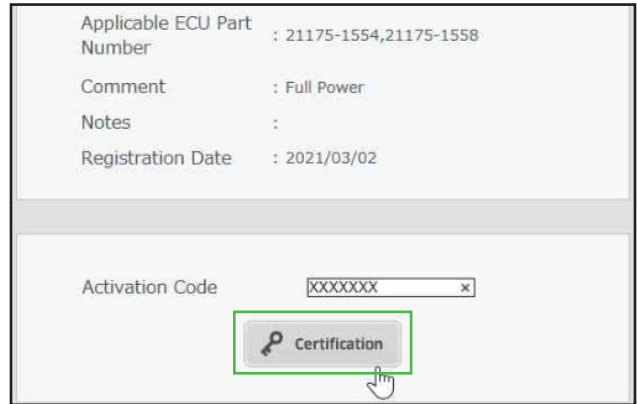 Applicable ECU Part
Number : 21175-1554,21175-1558
Comment : Full Power
Notes :
Registration Date : 2021/03/02
Activation Code XXXXXXX ×
Certification